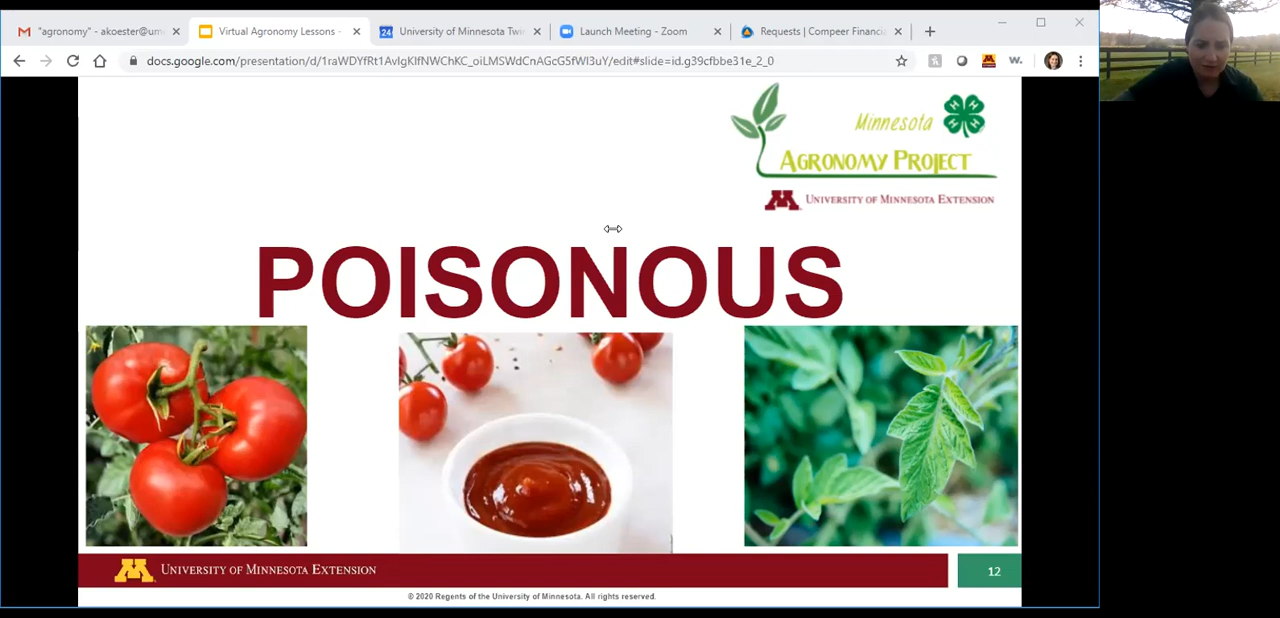 "agronomy" - akoester@um
Virtual Agronomy Lessons -
24
University of Minnesota Twi
Launch Meeting - Zoom
Requests | Compeer Financi
docs.google.com/presentation/d/1raWDYfRt1AvlgKlfNWChKC_oiLMSWdCnAGcG5fWI3uY/edit#slide=id.g39cfbbe31e_2_0
W.
Minnesota
H H H H
AGRONOMY PROJECT
M UNIVERSITY OF MINNESOTA EXTENSION
POISONOUS
M UNIVERSITY OF MINNESOTA EXTENSION
12
© 2020 Regents of the University of Minnesota. All rights reserved.